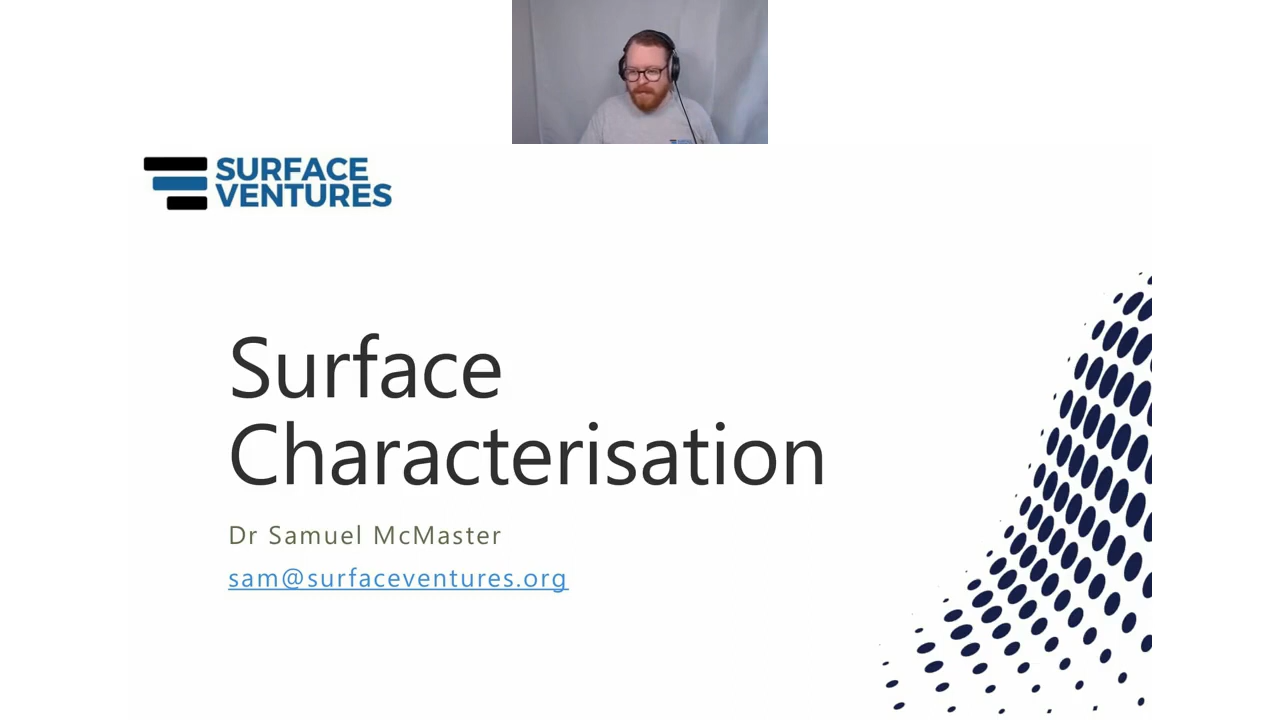 SURFACE
VENTURES
Surface
Characterisation
Dr Samuel McMaster
sam@surfaceventures.org